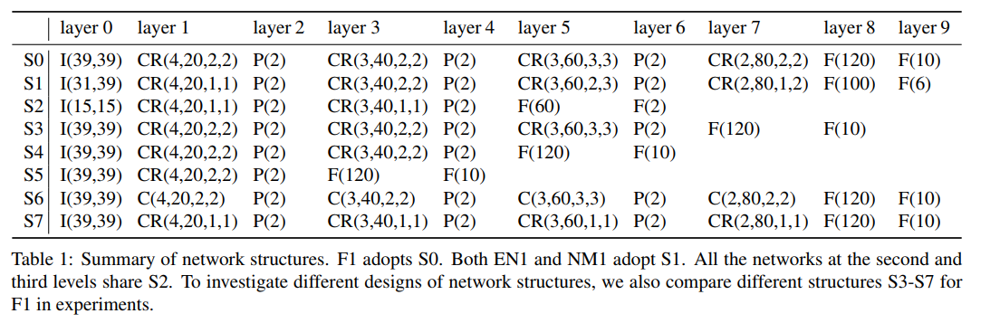 layer 0 layer 1 layer 2 layer 3 layer 4 layer 5 layer 6 layer 7 layer 8 layer 9
S0 I(39,39) CR(4,20,2,2) P(2) CR(3,40,2,2) P(2) CR(3,60,3,3) P(2) CR(2,80,2,2) F(120) F(10)
S1 I(31,39) CR(4,20,1,1) P(2) CR(3,40,2,2) P(2) CR(3,60,2,3) P(2) CR(2,80,1,2) F(100) F(6)
S2 I(15,15) CR(4,20,1,1) P(2) CR(3,40,1,1) P(2) F(60) F(2)
S3 I(39,39) CR(4,20,2,2) P(2) CR(3,40,2,2) P(2) CR(3,60,3,3) P(2) F(120) F(10)
S4 I(39,39) CR(4,20,2,2) P(2) CR(3,40,2,2) P(2) F(120) F(10)
S5 I(39,39) CR(4,20,2,2) P(2) F(120) F(10)
S6 I(39,39) C(4,20,2,2) P(2) C(3,40,2,2) P(2) C(3,60,3,3) P(2) C(2,80,2,2) F(120) F(10)
S7 I(39,39) CR(4,20,1,1) P(2) CR(3,40,1,1) P(2) CR(3,60,1,1) P(2) CR(2,80,1,1) F(120) F(10)
Table 1: Summary of network structures. F1 adopts S0. Both EN1 and NM1 adopt S1. All the networks at the second and
third levels share S2. To investigate different designs of network structures, we also compare different structures S3-S7 for
F1 in experiments.